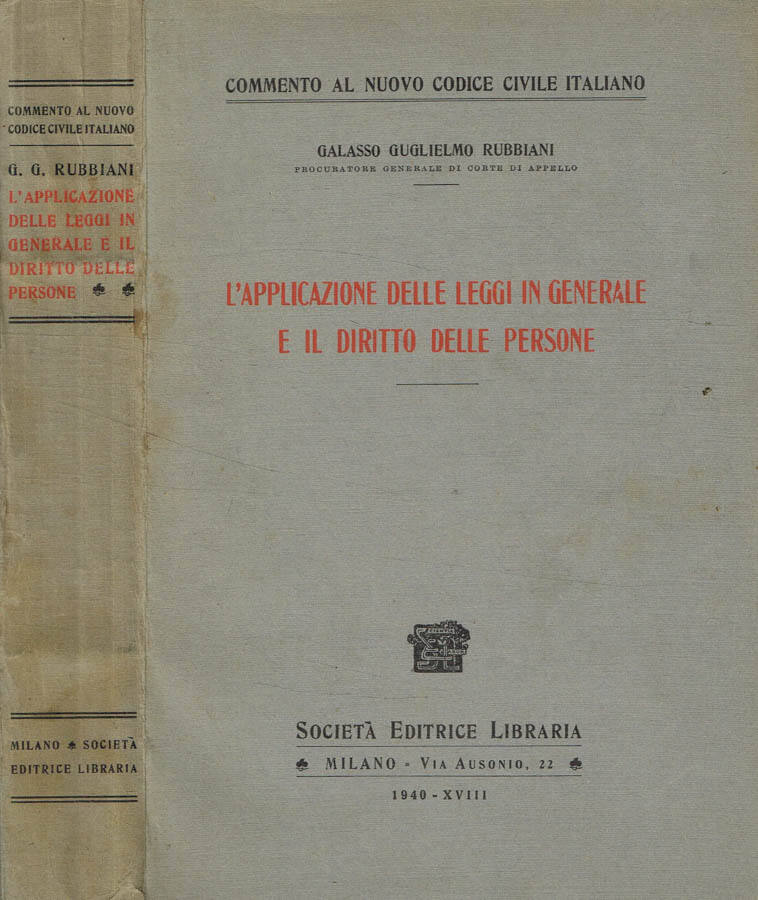 COMMENTO AL NUOVO
CODICE CIVILE ITALIANO
G. G. RUBBIANI
L'APPLICAZIONE
DELLE LEGGI IN
GENERALE E IL
DIRITTO DELLE
PERSONE
MILANO SOCIETÀ
EDITRICE LIBRARIA
COMMENTO AL NUOVO CODICE CIVILE ITALIANO
GALASSO GUGLIELMO RUBBIANI
PROCURATORE GENERALE DI CORTE DI APPELLO
L'APPLICAZIONE DELLE LEGGI IN GENERALE
E IL DIRITTO DELLE PERSONE
SOCIETÀ EDITRICE LIBRARIA
MILANO - VIA AUSONIO, 22
1940 - XVIII